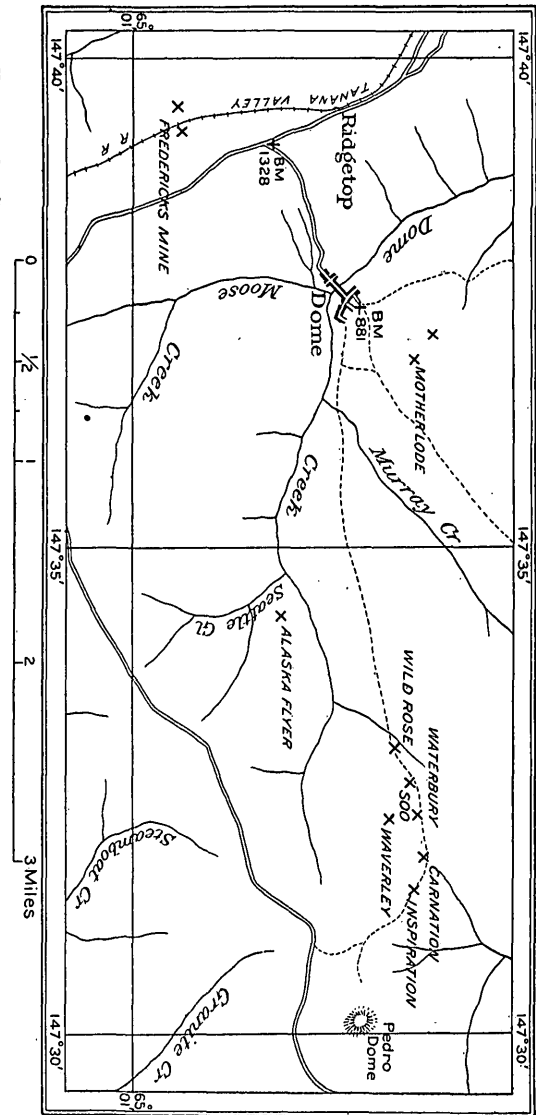 147°40'
147°35'
147°30'
TANANA VALLEY R R
Ridgetop
BM
1328
FREDERICKS MINE
Dome
BM
881
MOTHER LODE
Murray Cr
Dome
Moose
Creek
Creek
Seattle Gl
ALASKA FLYER
WILD ROSE
WATERBURY
SOO
CARNATION
WAVERLEY
INSPIRATION
Pedro
Dome
Steamboat Cr
Granite Cr
65°
01'
65°
01'
147°40'
147°35'
147°30'
0
1/2
1
2
3 Miles